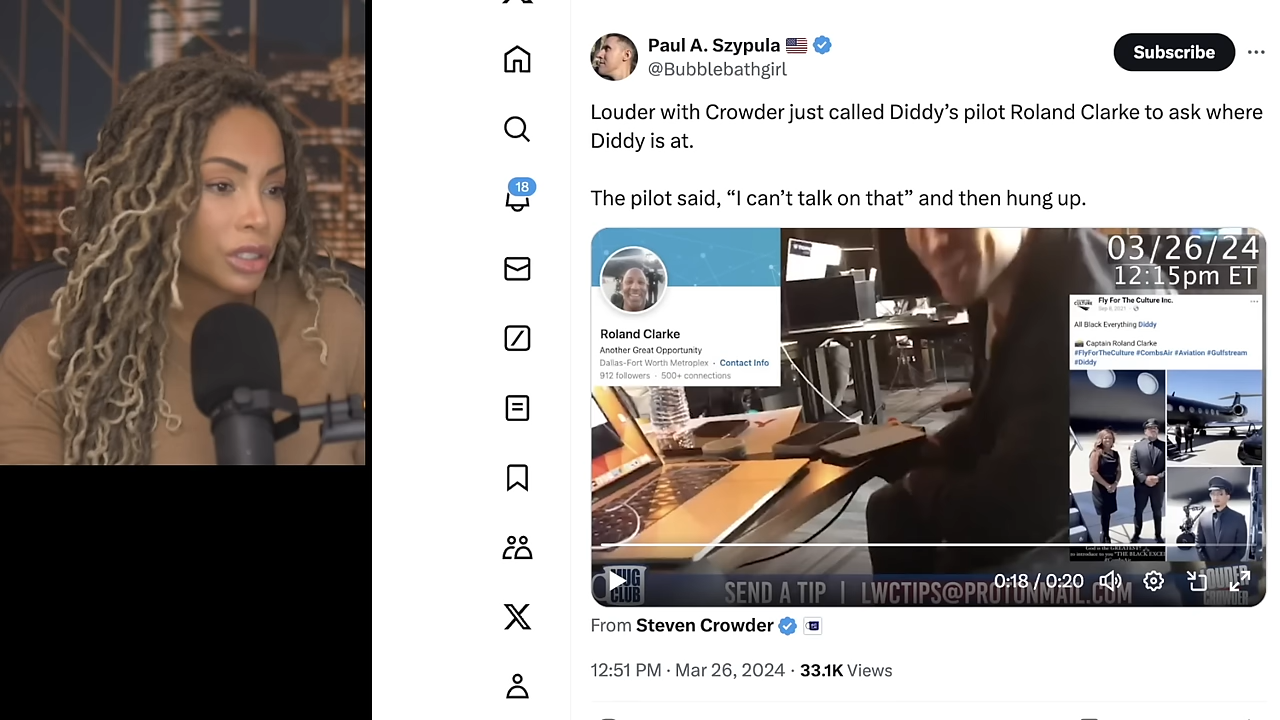 Paul A. Szypula
@Bubblebathgirl
Subscribe
Louder with Crowder just called Diddy’s pilot Roland Clarke to ask where
Diddy is at.
The pilot said, “I can’t talk on that” and then hung up.
18
03/26/24
12:15pm ET
Roland Clarke
Another Great Opportunity
Dallas-Fort Worth Metroplex · Contact Info
912 followers · 500+ connections
Fly For The Culture Inc.
All Black Everything Diddy
Captain Roland Clarke
#FlyForTheCulture #CombsAir #Aviation #Gulfstream
#Diddy
MUG
CLUB
SEND A TIP | LWCTIPS@PROTONMAIL.COM
0:18 / 0:20
LOUDER
CROWDER
From Steven Crowder
12:51 PM · Mar 26, 2024 · 33.1K Views